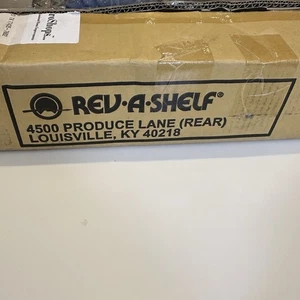 REV·A·SHELF®
4500 PRODUCE LANE (REAR)
LOUISVILLE, KY 40218